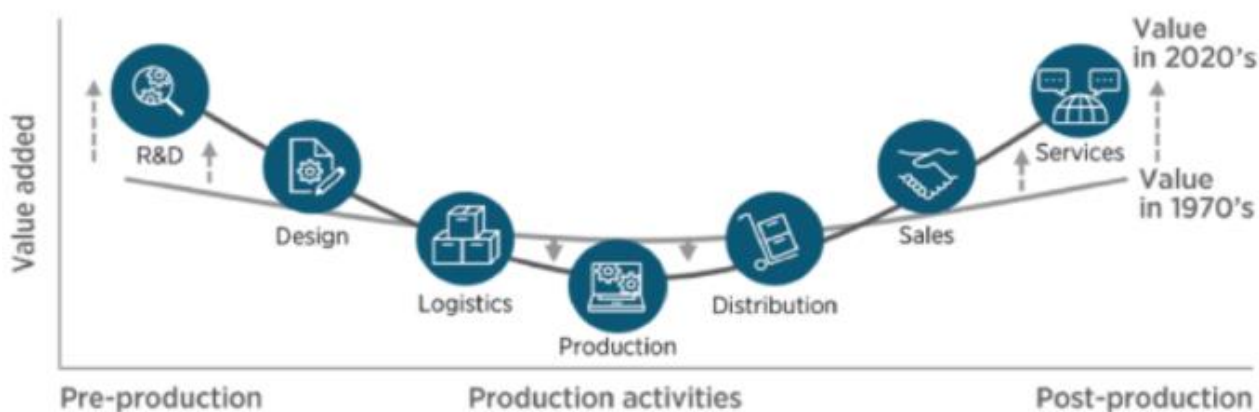 Value
in 2020's
R&D
Services
Value added
Value
in 1970's
Design
Sales
Logistics
Distribution
Production
Pre-production
Production activities
Post-production